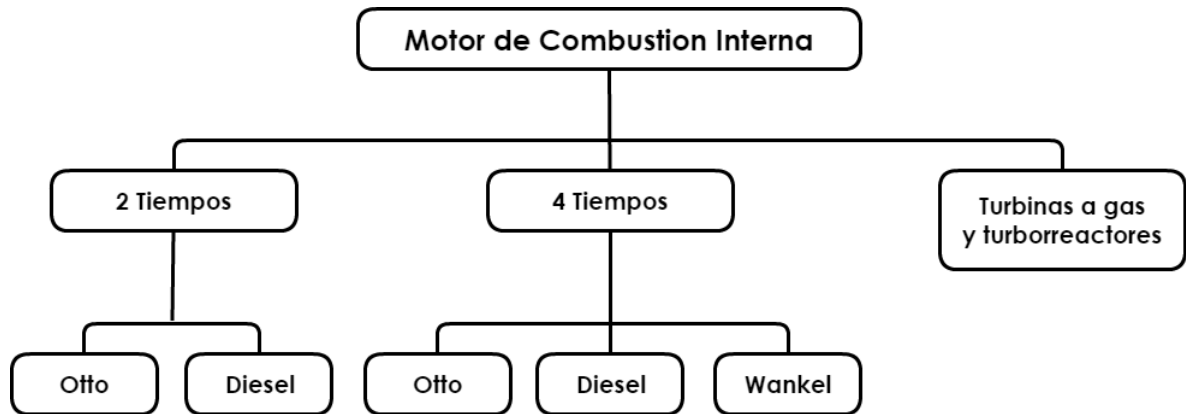 Motor de Combustion Interna
2 Tiempos
4 Tiempos
Turbinas a gas
y turborreactores
Otto
Diesel
Otto
Diesel
Wankel